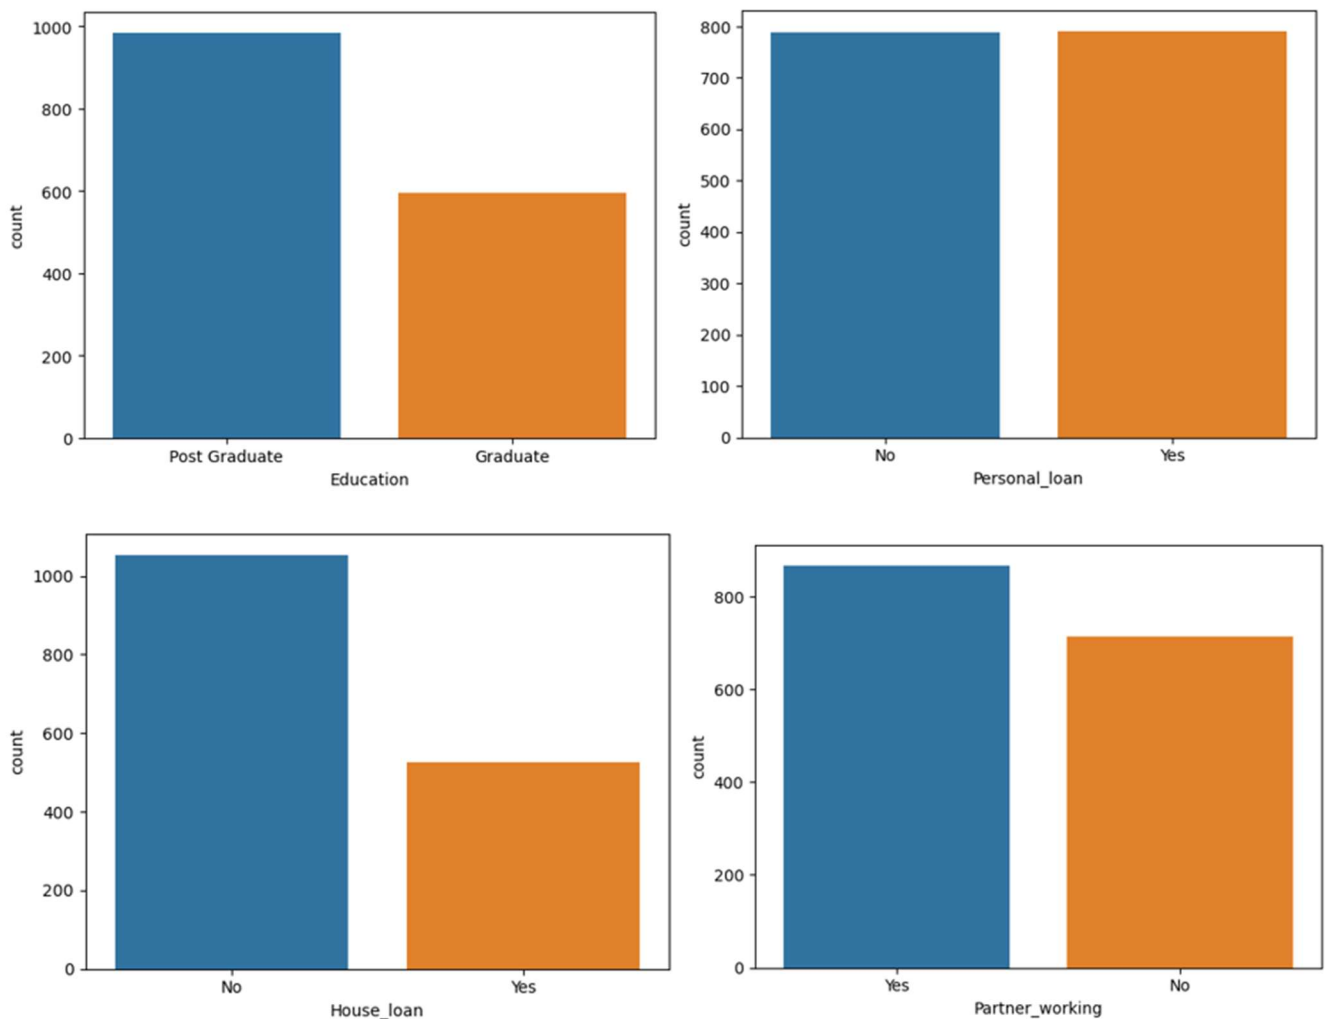 1000
800
600
400
200
0
count
Post Graduate
Graduate
Education
800
700
600
500
400
300
200
100
0
count
No
Yes
Personal_loan
1000
800
600
400
200
0
count
No
Yes
House_loan
800
600
400
200
0
count
Yes
No
Partner_working